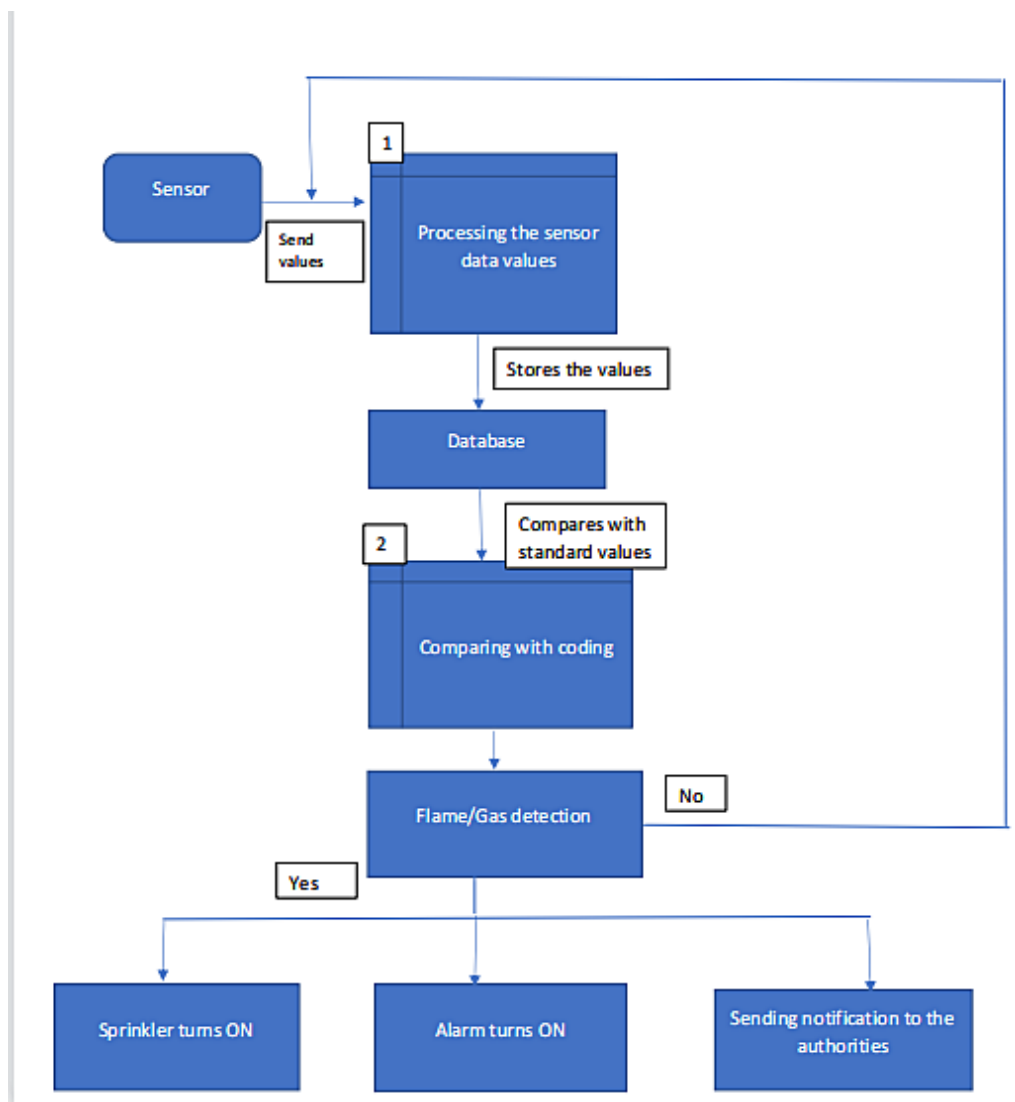 1
Sensor
Send
values
Processing the sensor
data values
Stores the values
Database
Compares with
standard values
2
Comparing with coding
Flame/Gas detection
No
Yes
Sprinkler turns ON
Alarm turns ON
Sending notification to the
authorities